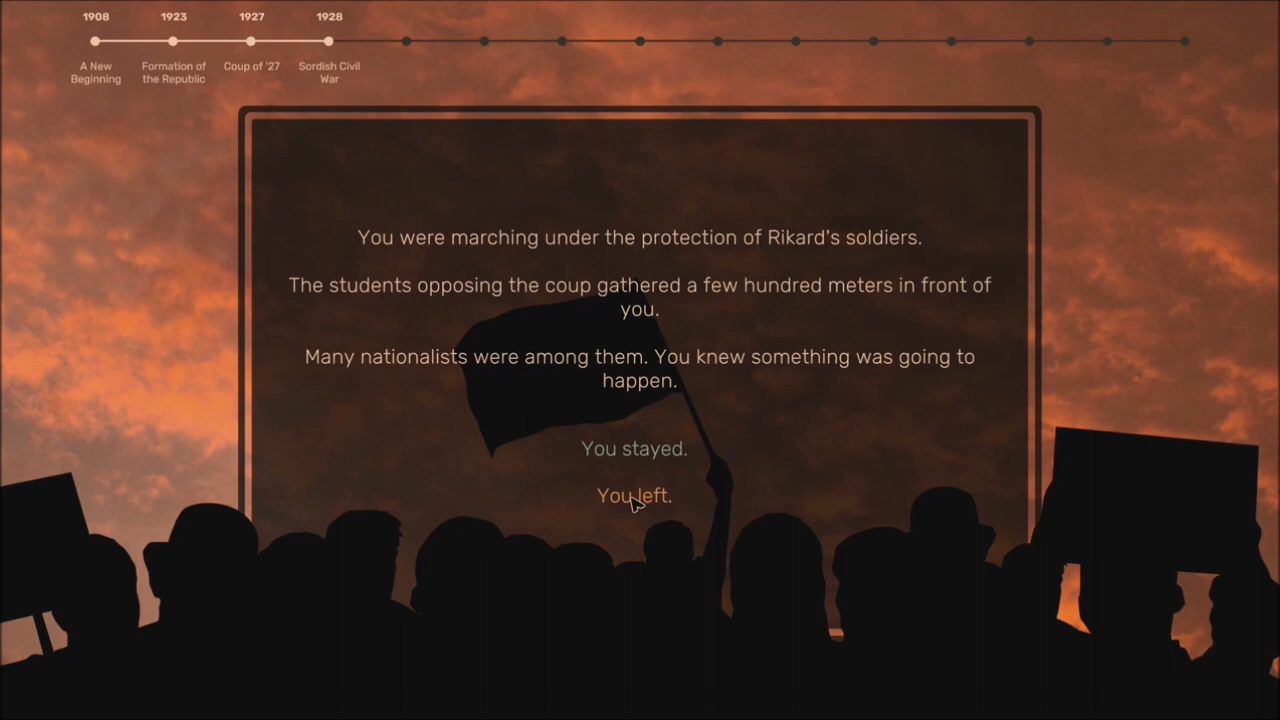 1908
1923
1927
1928
A New
Beginning
Formation of
the Republic
Coup of '27
Sordish Civil
War
You were marching under the protection of Rikard's soldiers.
The students opposing the coup gathered a few hundred meters in front of
you.
Many nationalists were among them. You knew something was going to
happen.
You stayed.
You left.